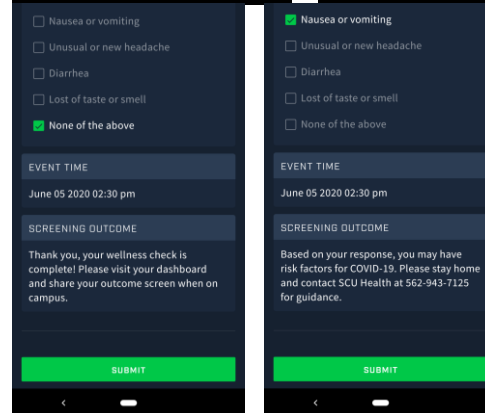 Nausea or vomiting
Unusual or new headache
Diarrhea
Lost of taste or smell
None of the above
EVENT TIME
June 05 2020 02:30 pm
SCREENING OUTCOME
Thank you, your wellness check is
complete! Please visit your dashboard
and share your outcome screen when on
campus.
SUBMIT
Nausea or vomiting
Unusual or new headache
Diarrhea
Lost of taste or smell
None of the above
EVENT TIME
June 05 2020 02:30 pm
SCREENING OUTCOME
Based on your response, you may have
risk factors for COVID-19. Please stay home
and contact SCU Health at 562-943-7125
for guidance.
SUBMIT